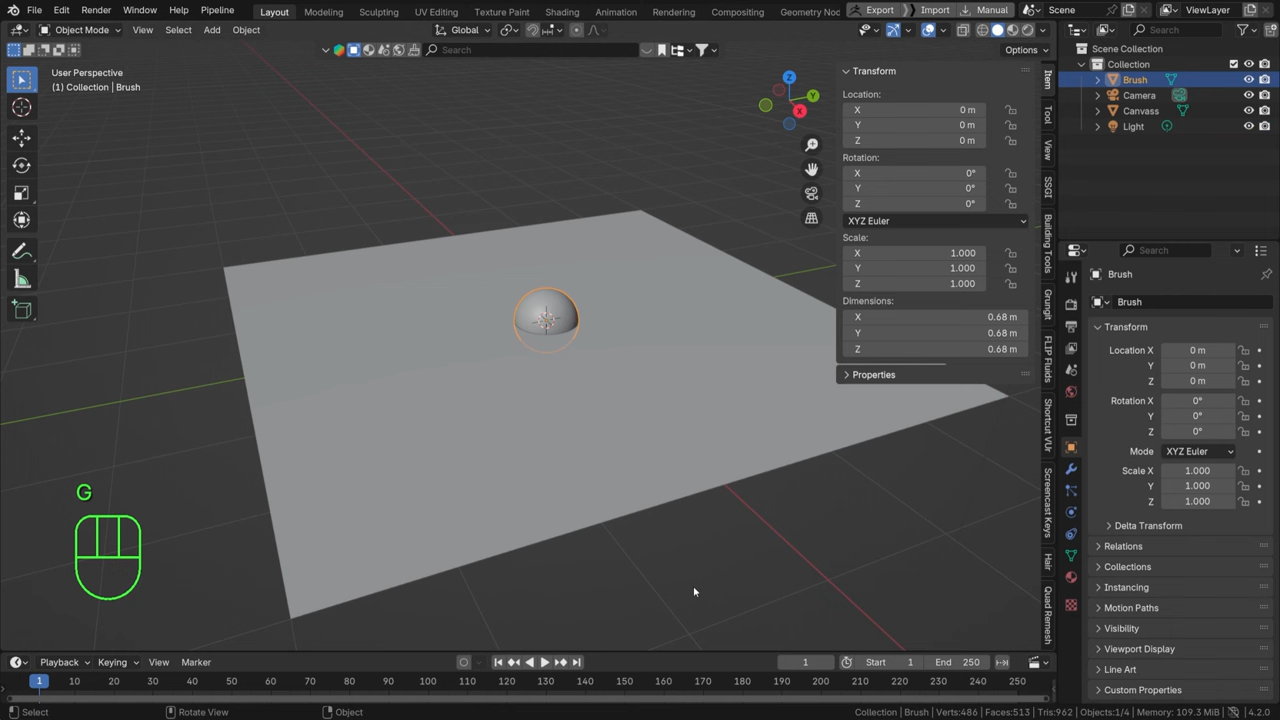 File Edit Render Window Help Pipeline Layout Modeling Sculpting UV Editing Texture Paint Shading Animation Rendering Compositing Geometry Nod Export Import Manual Scene ViewLayer
Object Mode View Select Add Object Global Search
Search Options Scene Collection
Collection
Brush
Camera
Canvass
Light
User Perspective
(1) Collection | Brush
Z
Y
X
Transform
Location:
X 0 m
Y 0 m
Z 0 m
Rotation:
X 0°
Y 0°
Z 0°
XYZ Euler
Scale:
X 1.000
Y 1.000
Z 1.000
Dimensions:
X 0.68 m
Y 0.68 m
Z 0.68 m
Properties
Item
Tool
View
SSGI
Building Tools
Grungit
FLIP Fluids
Shortcut VUr
Screencast Keys
Hair
Quad Remesh
Search
Brush
Brush
Transform
Location X 0 m
Y 0 m
Z 0 m
Rotation X 0°
Y 0°
Z 0°
Mode XYZ Euler
Scale X 1.000
Y 1.000
Z 1.000
Delta Transform
Relations
Collections
Instancing
Motion Paths
Visibility
Viewport Display
Line Art
Custom Properties
G
Playback Keying View Marker 1 Start 1 End 250
1 10 20 30 40 50 60 70 80 90 100 110 120 130 140 150 160 170 180 190 200 210 220 230 240 250
Select Rotate View Object Collection | Brush | Verts:486 | Faces:513 | Tris:962 | Objects:1/4 | Memory: 109.3 MiB | 4.2.0